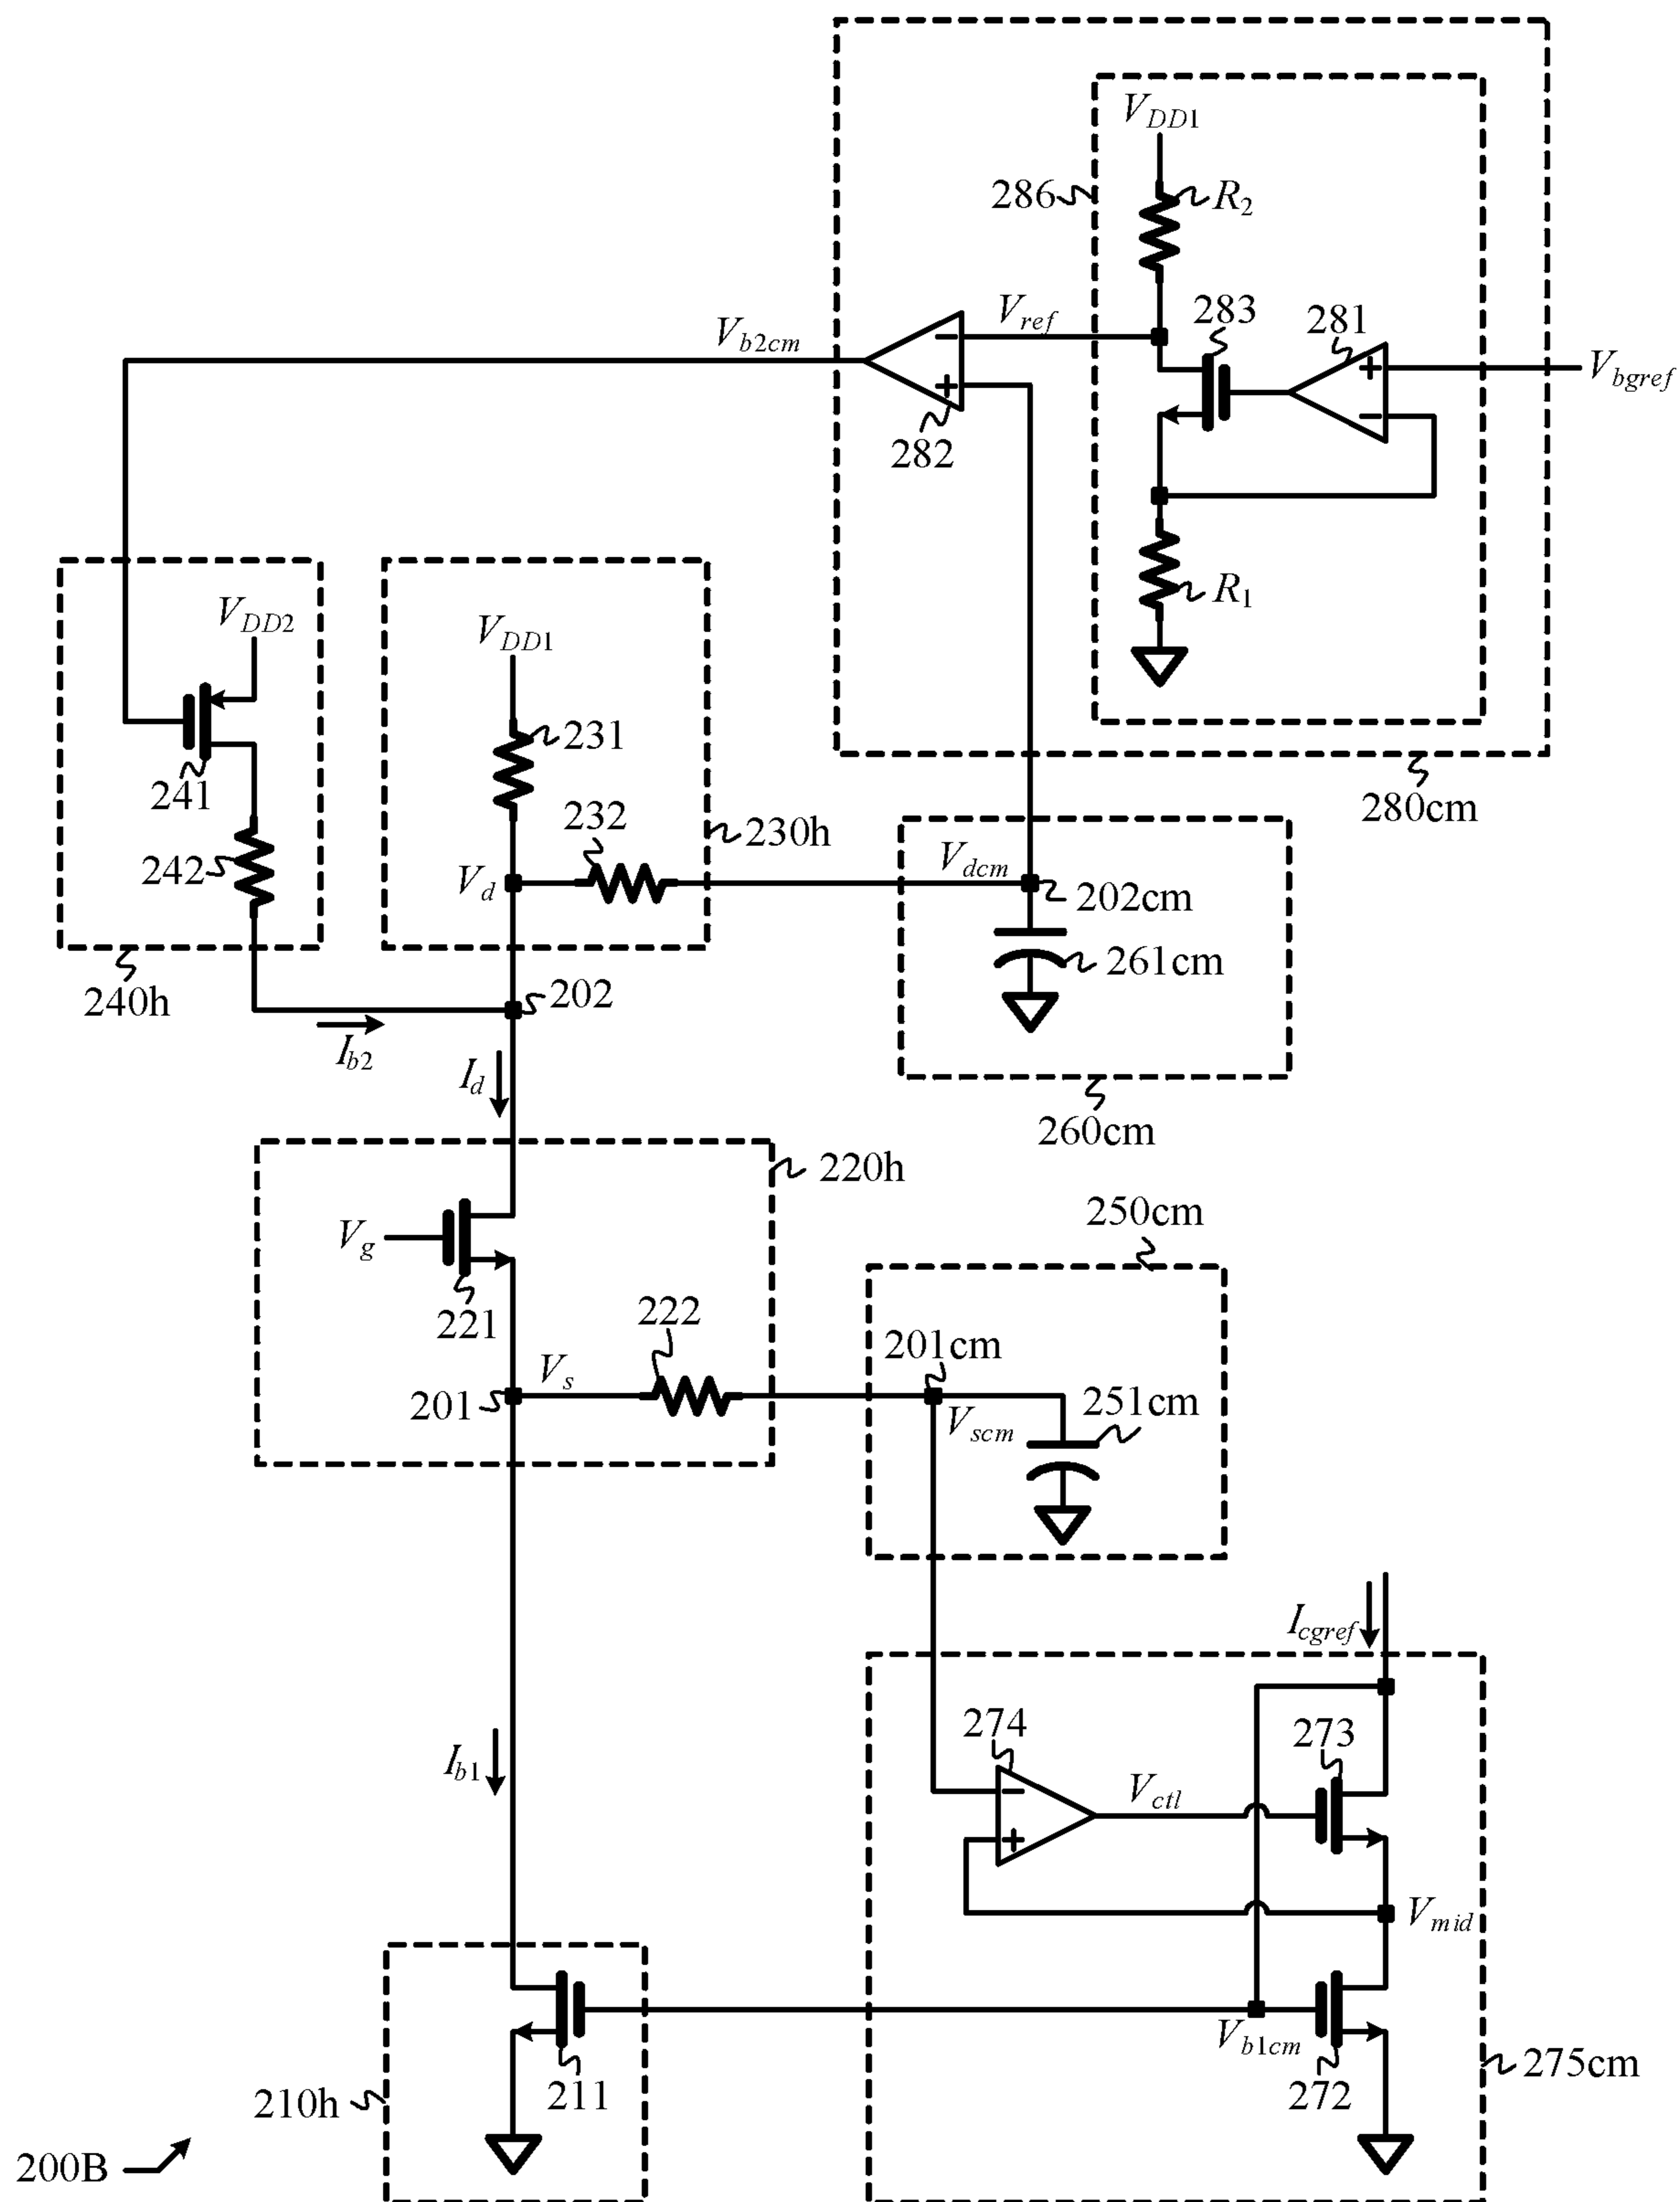 V_DD1
286
R_2
V_ref
283
281
V_b2cm
V_bgref
282
R_1
V_DD2
V_DD1
231
241
280cm
232
230h
242
V_d
V_dcm
202cm
261cm
240h
202
I_b2
I_d
260cm
220h
250cm
V_g
221
222
201cm
V_s
201
251cm
V_scm
I_cgref
274
273
I_b1
V_ctl
V_mid
V_b1cm
275cm
211
272
210h
200B